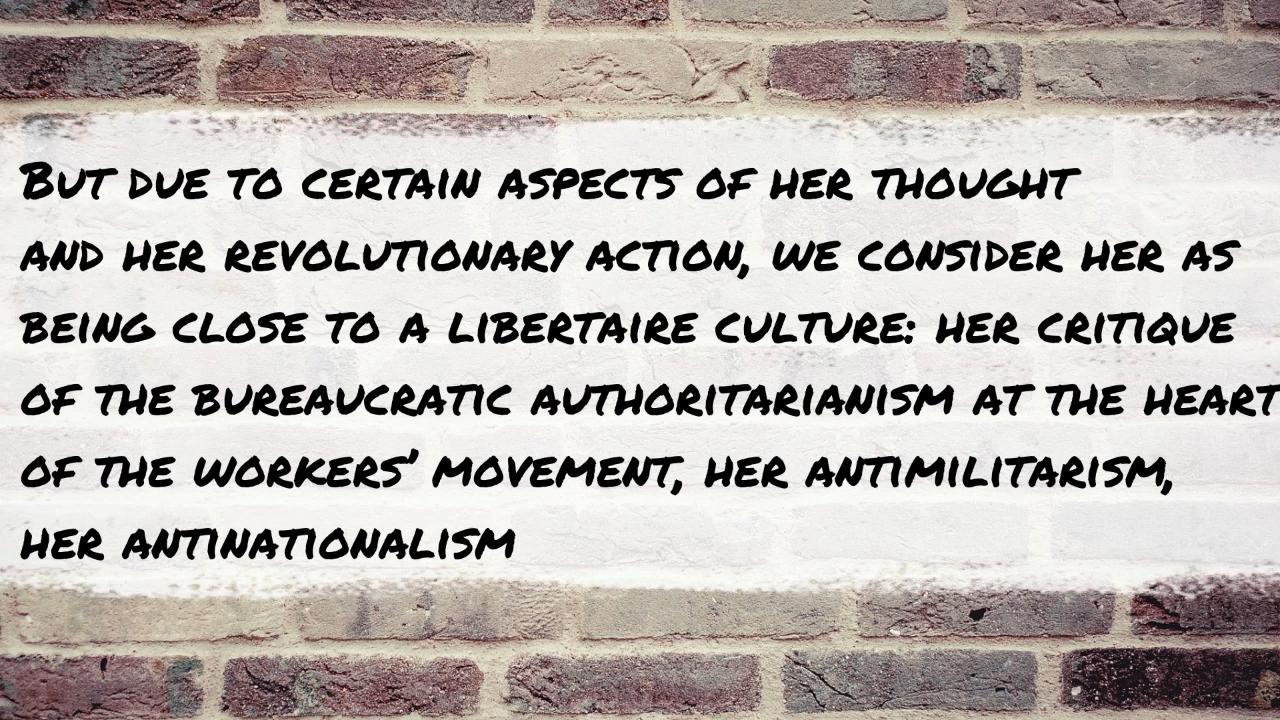 But due to certain aspects of her thought
and her revolutionary action, we consider her as
being close to a libertaire culture: her critique
of the bureaucratic authoritarianism at the heart
of the workers' movement, her antimilitarism,
her antinationalism